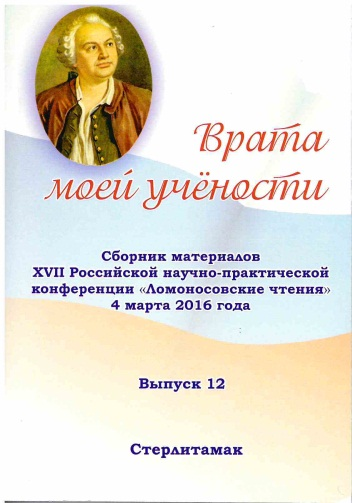 Врата
моей учёности
Сборник материалов
XVII Российской научно-практической
конференции «Ломоносовские чтения»
4 марта 2016 года
Выпуск 12
Стерлитамак